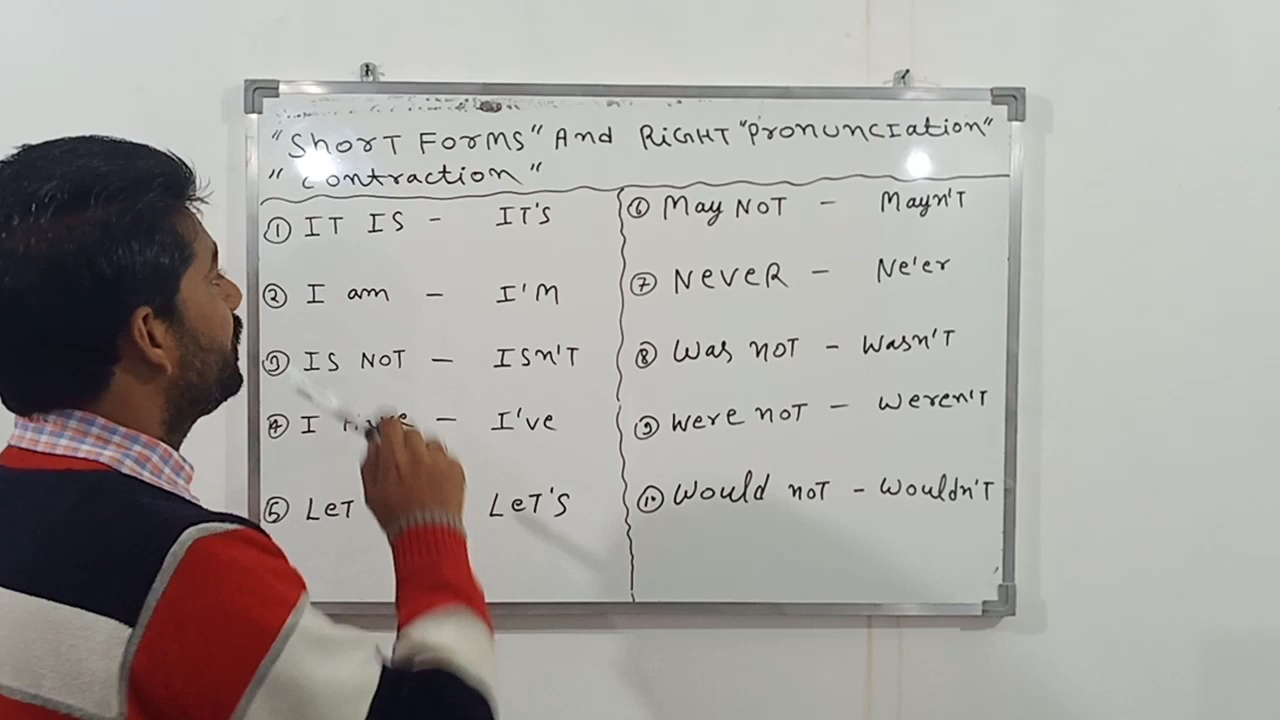 "ShorT ForMS" And RiGHT "PronUnCIation"
"Contraction"
① IT IS - IT'S
② I am - I'M
③ IS NOT - ISn'T
④ I - I've
⑤ LeT LeT'S
⑥ May NOT - Mayn'T
⑦ NeveR - Ne'er
⑧ Was noT - Wasn'T
⑨ Were noT - Weren'T
⑩ Would noT - Wouldn'T